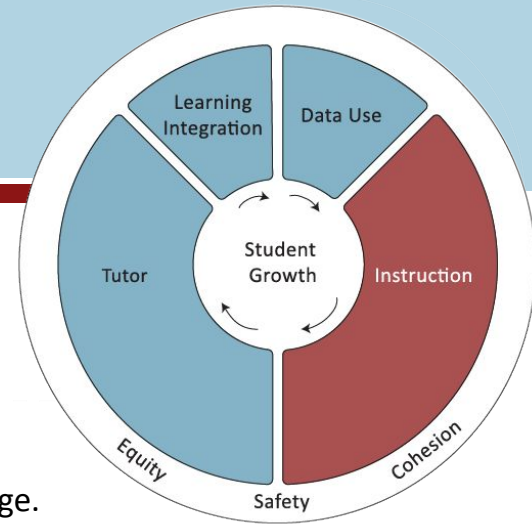 Learning
Integration
Data Use
Tutor
Student
Growth
Instruction
Equity
Safety
Cohesion
ge.